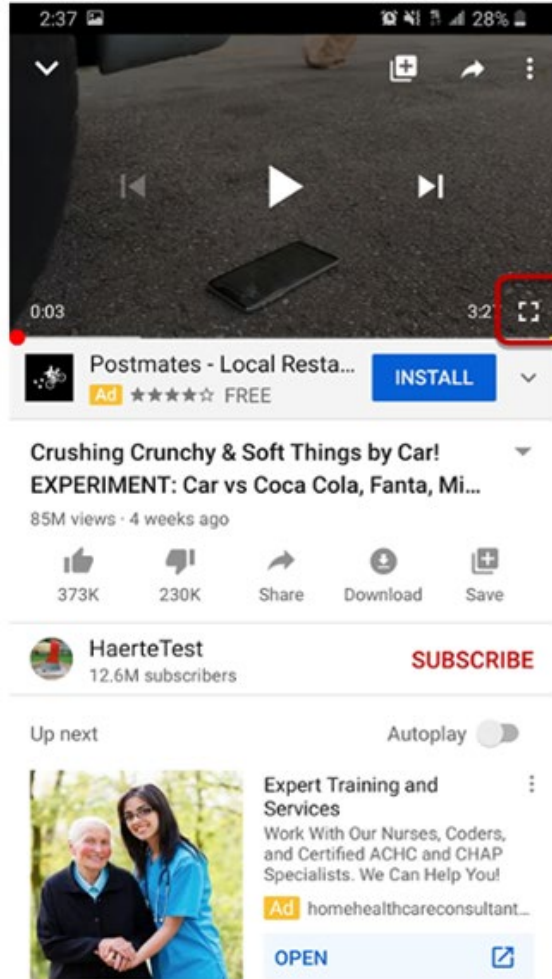 2:37 28%
0:03 3:27
Postmates - Local Resta...
Ad FREE
INSTALL
Crushing Crunchy & Soft Things by Car!
EXPERIMENT: Car vs Coca Cola, Fanta, Mi...
85M views · 4 weeks ago
373K 230K Share Download Save
HaerteTest
12.6M subscribers
SUBSCRIBE
Up next Autoplay
Expert Training and
Services
Work With Our Nurses, Coders,
and Certified ACHC and CHAP
Specialists. We Can Help You!
Ad homehealthcareconsultant...
OPEN